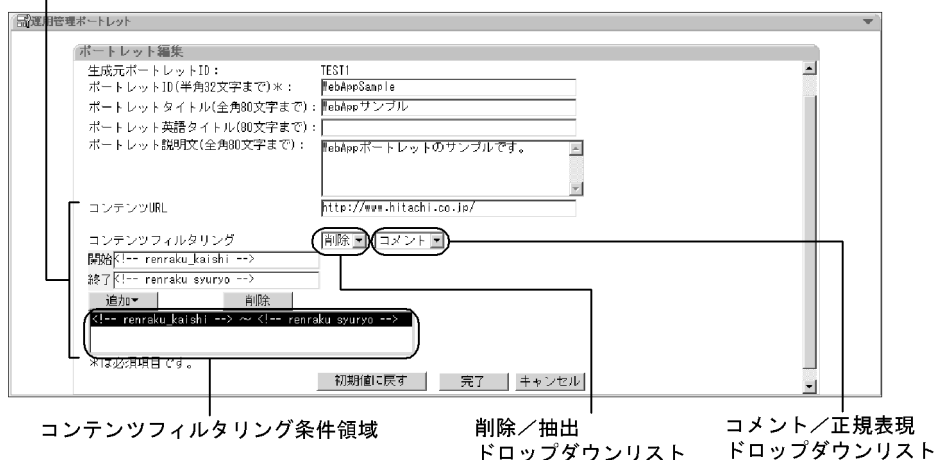 運用管理ポートレット
ポートレット編集
生成元ポートレットID： TEST1
ポートレットID(半角32文字まで)＊： WebAppSample
ポートレットタイトル(全角80文字まで)： WebAppサンプル
ポートレット英語タイトル(80文字まで)：
ポートレット説明文(全角80文字まで)： WebAppポートレットのサンプルです。
コンテンツURL http://www.hitachi.co.jp/
コンテンツフィルタリング 削除 コメント
開始 <!-- renraku_kaishi -->
終了 <!-- renraku syuryo -->
追加 削除
<!-- renraku_kaishi --> ～ <!-- renraku syuryo -->
＊は必須項目です。
初期値に戻す 完了 キャンセル
コンテンツフィルタリング条件領域
削除／抽出
ドロップダウンリスト
コメント／正規表現
ドロップダウンリスト